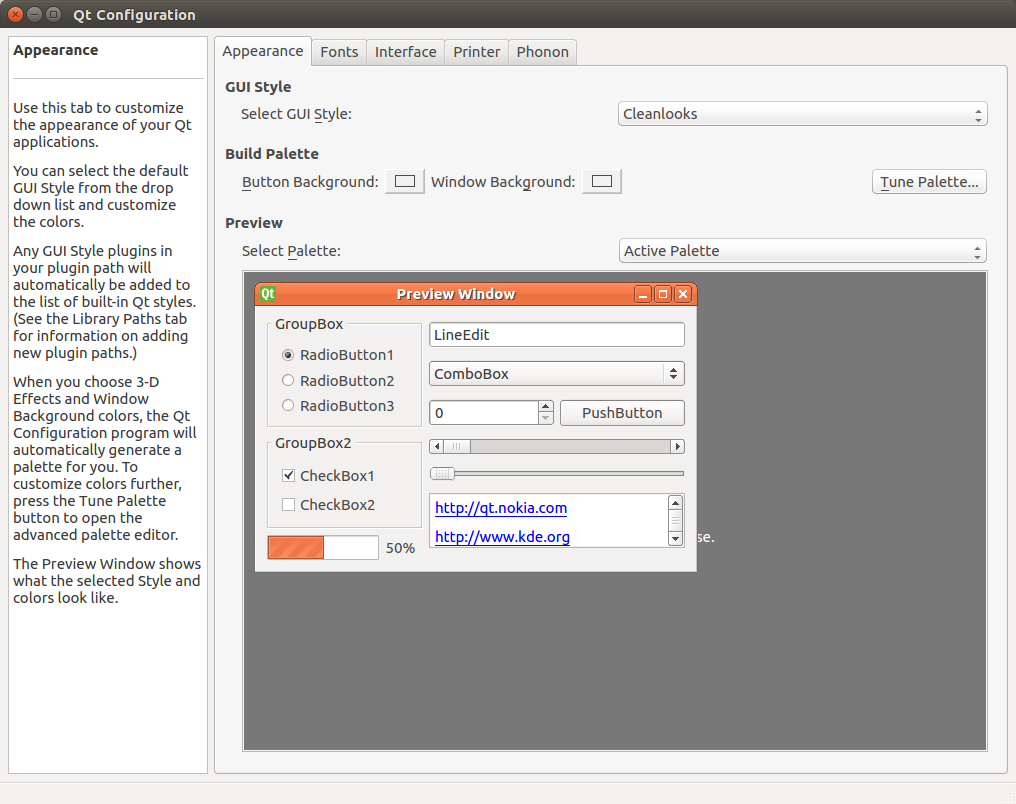 Qt Configuration
Appearance
Use this tab to customize
the appearance of your Qt
applications.
You can select the default
GUI Style from the drop
down list and customize
the colors.
Any GUI Style plugins in
your plugin path will
automatically be added to
the list of built-in Qt styles.
(See the Library Paths tab
for information on adding
new plugin paths.)
When you choose 3-D
Effects and Window
Background colors, the Qt
Configuration program will
automatically generate a
palette for you. To
customize colors further,
press the Tune Palette
button to open the
advanced palette editor.
The Preview Window shows
what the selected Style and
colors look like.
Appearance Fonts Interface Printer Phonon
GUI Style
Select GUI Style: Cleanlooks
Build Palette
Button Background: Window Background: Tune Palette...
Preview
Select Palette: Active Palette
Qt Preview Window
GroupBox
RadioButton1
RadioButton2
RadioButton3
GroupBox2
CheckBox1
CheckBox2
50%
LineEdit
ComboBox
0 PushButton
http://qt.nokia.com
http://www.kde.org
se.